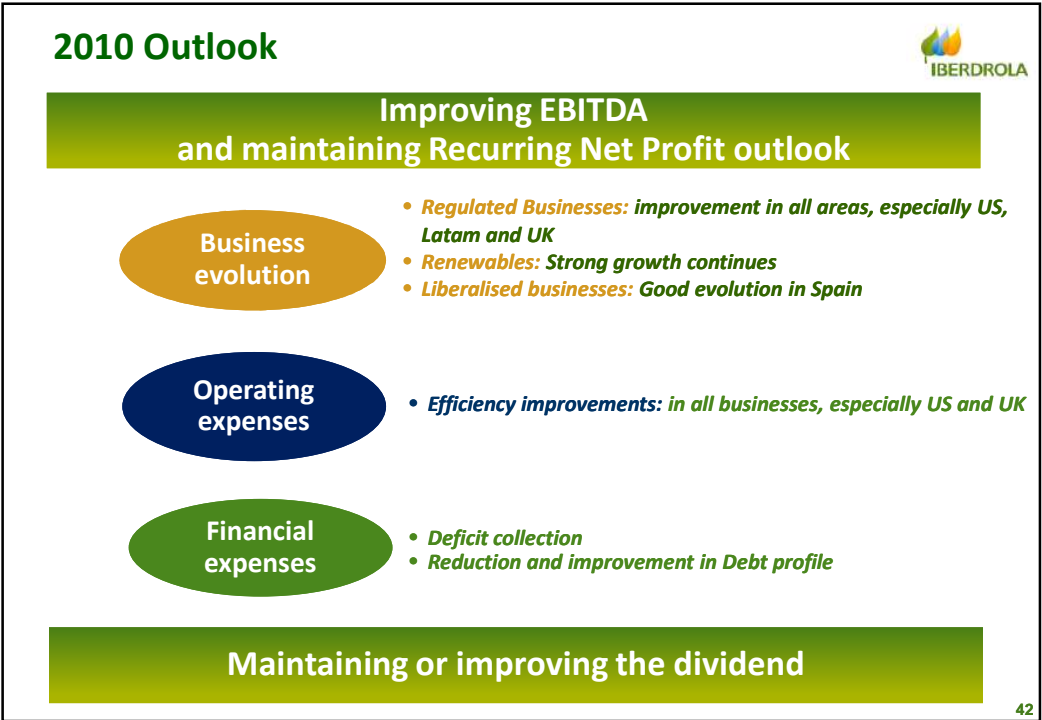 2010 Outlook
IBERDROLA
Improving EBITDA
and maintaining Recurring Net Profit outlook
Business
evolution
• Regulated Businesses: improvement in all areas, especially US,
Latam and UK
• Renewables: Strong growth continues
• Liberalised businesses: Good evolution in Spain
Operating
expenses
• Efficiency improvements: in all businesses, especially US and UK
Financial
expenses
• Deficit collection
• Reduction and improvement in Debt profile
Maintaining or improving the dividend
42